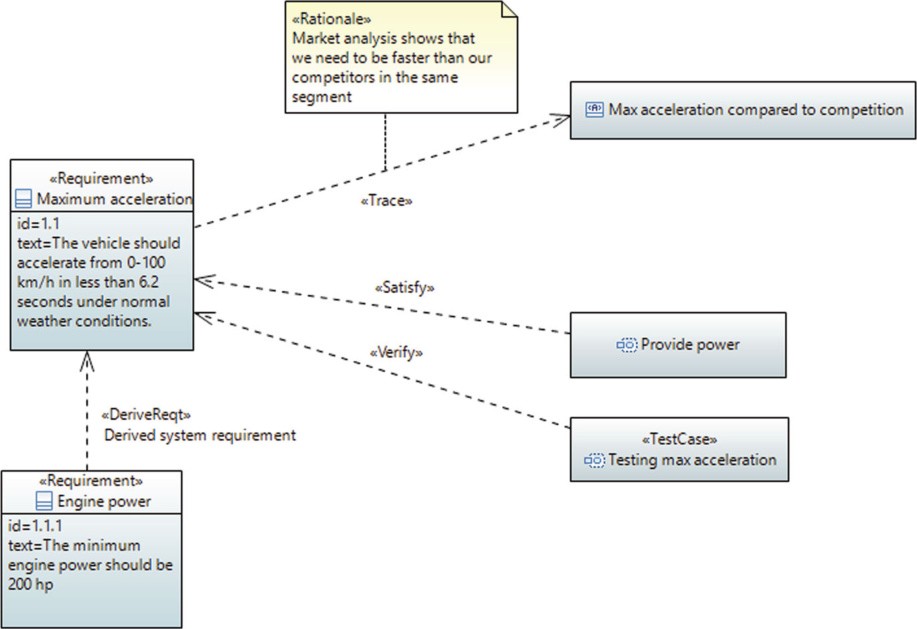 «Rationale»
Market analysis shows that
we need to be faster than our
competitors in the same
segment
Max acceleration compared to competition
«Trace»
«Requirement»
Maximum acceleration
id=1.1
text=The vehicle should
accelerate from 0-100
km/h in less than 6.2
seconds under normal
weather conditions.
«Satisfy»
Provide power
«Verify»
«TestCase»
Testing max acceleration
«DeriveReqt»
Derived system requirement
«Requirement»
Engine power
id=1.1.1
text=The minimum
engine power should be
200 hp